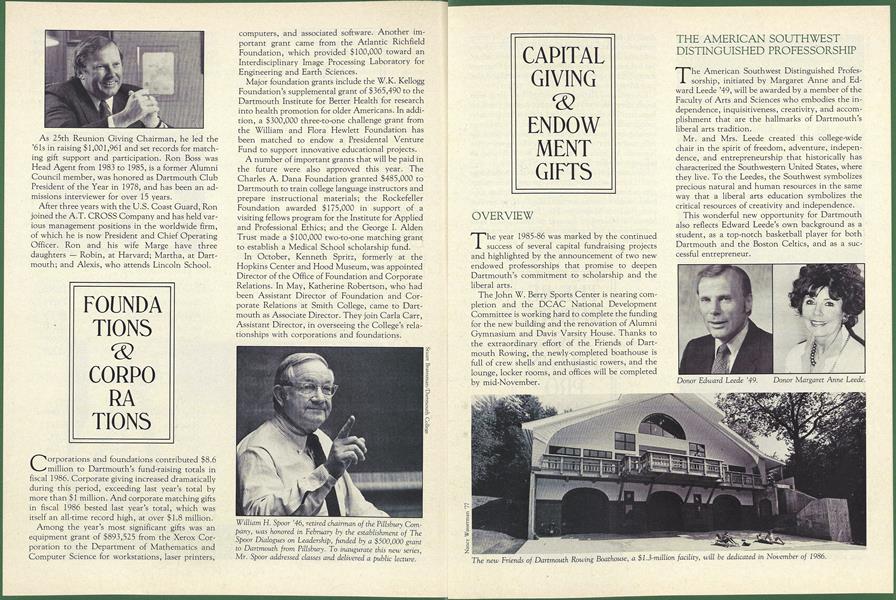 As 25th Reunion Giving Chairman, he led the
'61s in raising $1,001,961 and set records for match-
ing gift support and participation. Ron Boss was
Head Agent from 1983 to 1985, is a former Alumni
Council member, was honored as Dartmouth Club
President of the Year in 1978, and has been an ad-
missions interviewer for over 15 years.
After three years with the U.S. Coast Guard, Ron
joined the A.T. CROSS Company and has held var-
ious management positions in the worldwide firm,
of which he is now President and Chief Operating
Officer. Ron and his wife Marge have three
daughters — Robin, at Harvard; Martha, at Dart-
mouth; and Alexis, who attends Lincoln School.
FOUNDA
TIONS
&
CORPO
RA
TIONS
Corporations and foundations contributed $8.6
million to Dartmouth's fund-raising totals in
fiscal 1986. Corporate giving increased dramatically
during this period, exceeding last year's total by
more than $1 million. And corporate matching gifts
in fiscal 1986 bested last year's total, which was
itself an all-time record high, at over $1.8 million.
Among the year's most significant gifts was an
equipment grant of $893,525 from the Xerox Cor-
poration to the Department of Mathematics and
Computer Science for workstations, laser printers,
computers, and associated software. Another im-
portant grant came from the Atlantic Richfield
Foundation, which provided $100,000 toward an
Interdisciplinary Image Processing Laboratory for
Engineering and Earth Sciences.
Major foundation grants include the W.K. Kellogg
Foundation's supplemental grant of $365,490 to the
Dartmouth Institute for Better Health for research
into health promotion for older Americans. In addi-
tion, a $300,000 three-to-one challenge grant from
the William and Flora Hewlett Foundation has
been matched to endow a Presidential Venture
Fund to support innovative educational projects.
A number of important grants that will be paid in
the future were also approved this year. The
Charles A. Dana Foundation granted $485,000 to
Dartmouth to train college language instructors and
prepare instructional materials; the Rockefeller
Foundation awarded $175,000 in support of a
visiting fellows program for the Institute for Applied
and Professional Ethics; and the George I. Alden
Trust made a $100,000 two-to-one matching grant
to establish a Medical School scholarship fund.
In October, Kenneth Spritz, formerly at the
Hopkins Center and Hood Museum, was appointed
Director of the Office of Foundation and Corporate
Relations. In May, Katherine Robertson, who had
been Assistant Director of Foundation and Cor-
porate Relations at Smith College, came to Dart-
mouth as Associate Director. They join Carla Carr,
Assistant Director, in overseeing the College's rela-
tionships with corporations and foundations.
Stuart Bratesman/Dartmouth College
William H. Spoor '46, retired chairman of the Pillsbury Com-
pany, was honored in February by the establishment of The
Spoor Dialogues on Leadership, funded by a $500,000 grant
to Dartmouth from Pillsbury. To inaugurate this new series,
Mr. Spoor addressed classes and delivered a public lecture.
CAPITAL
GIVING
&
ENDOW
MENT
GIFTS
OVERVIEW
The year 1985-86 was marked by the continued
success of several capital fundraising projects
and highlighted by the announcement of two new
endowed professorships that promise to deepen
Dartmouth's commitment to scholarship and the
liberal arts.
The John W. Berry Sports Center is nearing com-
pletion and the DCAC National Development
Committee is working hard to complete the funding
for the new building and the renovation of Alumni
Gymnasium and Davis Varsity House. Thanks to
the extraordinary effort of the Friends of Dart-
mouth Rowing, the newly-completed boathouse is
full of crew shells and enthusiastic rowers, and the
lounge, locker rooms, and offices will be completed
by mid-November.
THE AMERICAN SOUTHWEST
DISTINGUISHED PROFESSORSHIP
The American Southwest Distinguished Profes-
sorship, initiated by Margaret Anne and Ed-
ward Leede '49, will be awarded by a member of the
Faculty of Arts and Sciences who embodies the in-
dependence, inquisitiveness, creativity, and accom-
plishment that are the hallmarks of Dartmouth's
liberal arts tradition.
Mr. and Mrs. Leede created this college-wide
chair in the spirit of freedom, adventure, indepen-
dence, and entrepreneurship that historically has
characterized the Southwestern United States, where
they live. To the Leedes, the Southwest symbolizes
precious natural and human resources in the same
way that a liberal arts education symbolizes the
critical resources of creativity and independence.
This wonderful new opportunity for Dartmouth
also reflects Edward Leede's own background as a
student, as a top-notch basketball player for both
Dartmouth and the Boston Celtics, and as a suc-
cessful entrepreneur.
Donor Edward Leede '49.
Donor Margaret Anne Leede.
Nancy Wasserman '77
The new Friends of Dartmouth Rowing Boathouse, a $1.3-million facility, will be dedicated in November of 1986.